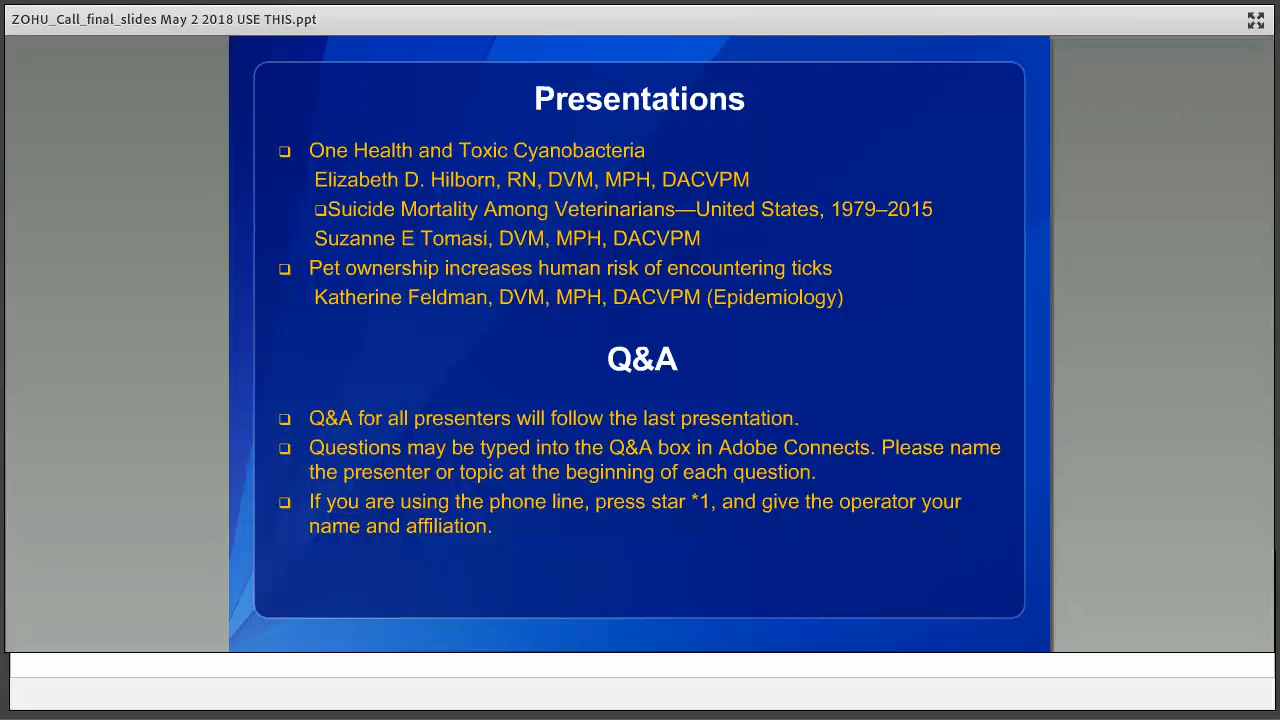 ZOHU_Call_final_slides May 2 2018 USE THIS.ppt
Presentations
❑ One Health and Toxic Cyanobacteria
Elizabeth D. Hilborn, RN, DVM, MPH, DACVPM
❑Suicide Mortality Among Veterinarians—United States, 1979–2015
Suzanne E Tomasi, DVM, MPH, DACVPM
❑ Pet ownership increases human risk of encountering ticks
Katherine Feldman, DVM, MPH, DACVPM (Epidemiology)
Q&A
❑ Q&A for all presenters will follow the last presentation.
❑ Questions may be typed into the Q&A box in Adobe Connects. Please name
the presenter or topic at the beginning of each question.
❑ If you are using the phone line, press star *1, and give the operator your
name and affiliation.